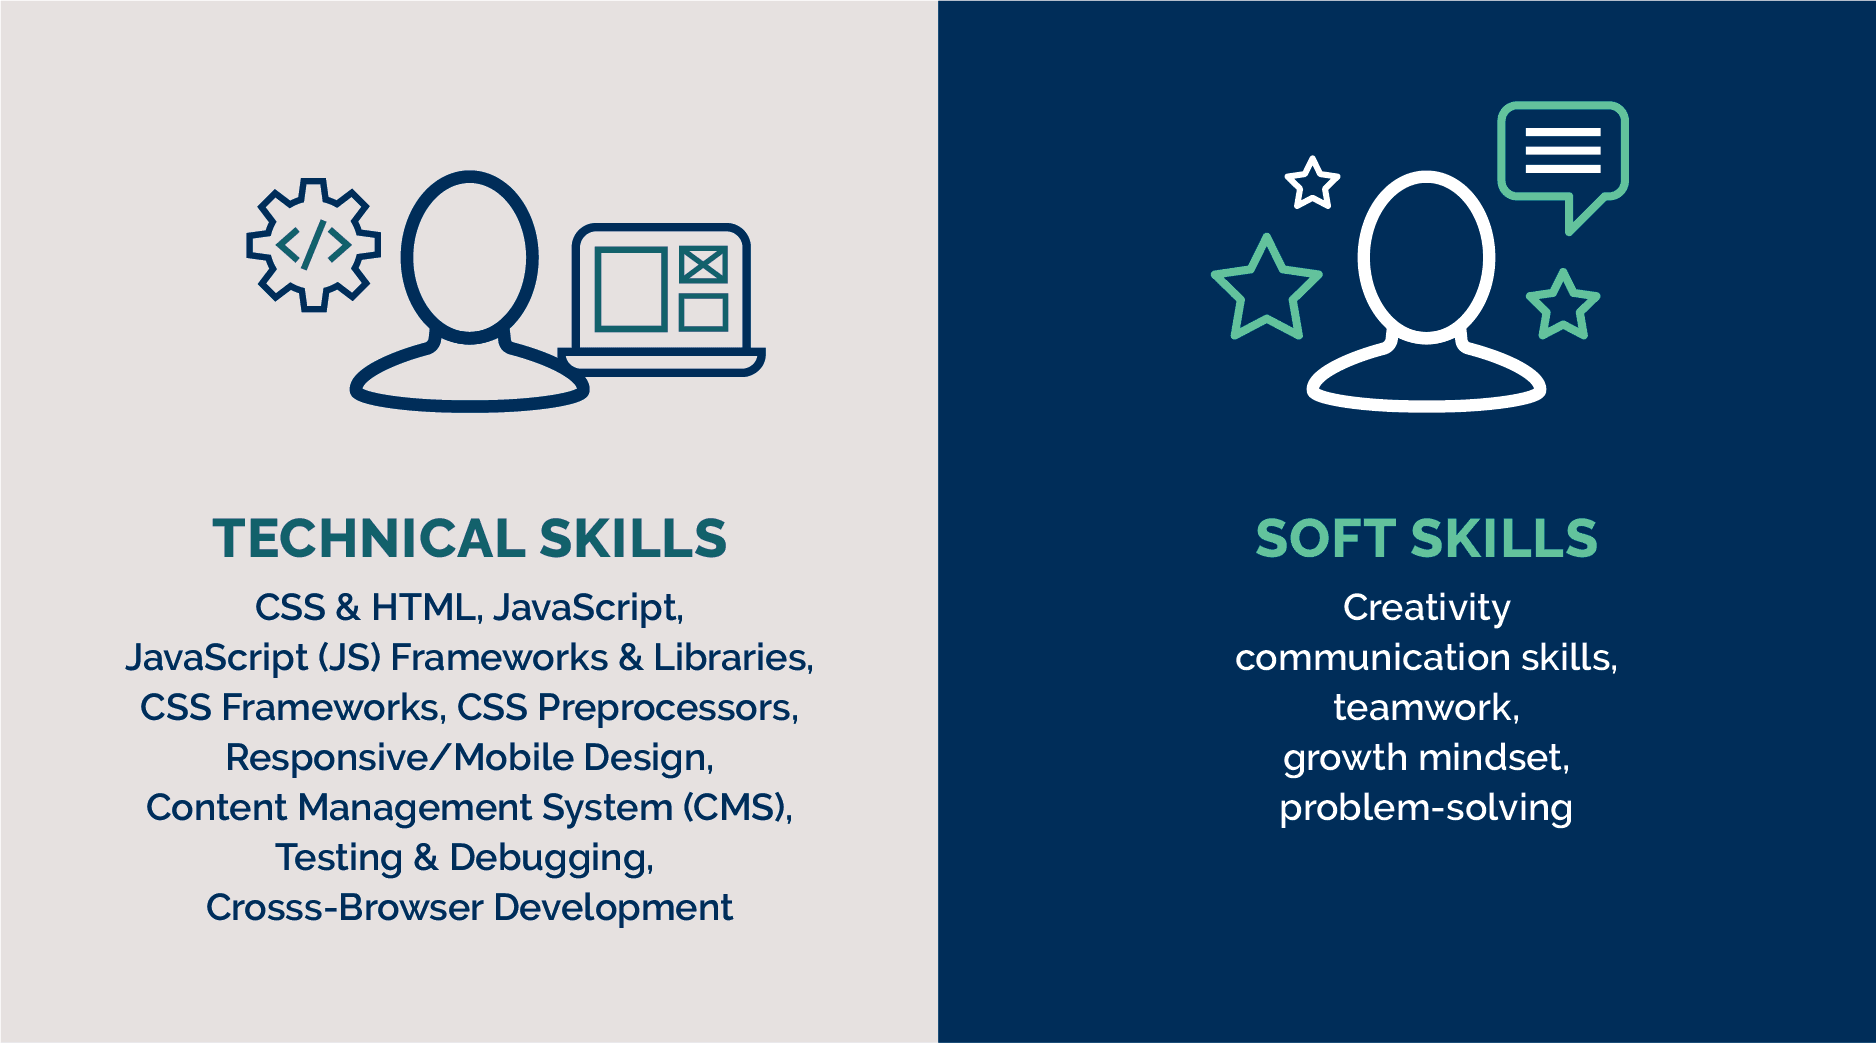 TECHNICAL SKILLS
CSS & HTML, JavaScript,
JavaScript (JS) Frameworks & Libraries,
CSS Frameworks, CSS Preprocessors,
Responsive/Mobile Design,
Content Management System (CMS),
Testing & Debugging,
Crosss-Browser Development
SOFT SKILLS
Creativity
communication skills,
teamwork,
growth mindset,
problem-solving